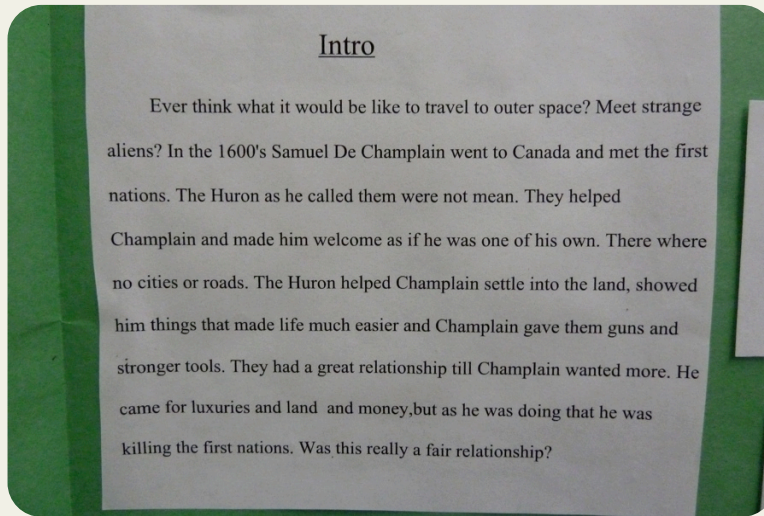 Intro
Ever think what it would be like to travel to outer space? Meet strange
aliens? In the 1600's Samuel De Champlain went to Canada and met the first
nations. The Huron as he called them were not mean. They helped
Champlain and made him welcome as if he was one of his own. There where
no cities or roads. The Huron helped Champlain settle into the land, showed
him things that made life much easier and Champlain gave them guns and
stronger tools. They had a great relationship till Champlain wanted more. He
came for luxuries and land  and money,but as he was doing that he was
killing the first nations. Was this really a fair relationship?